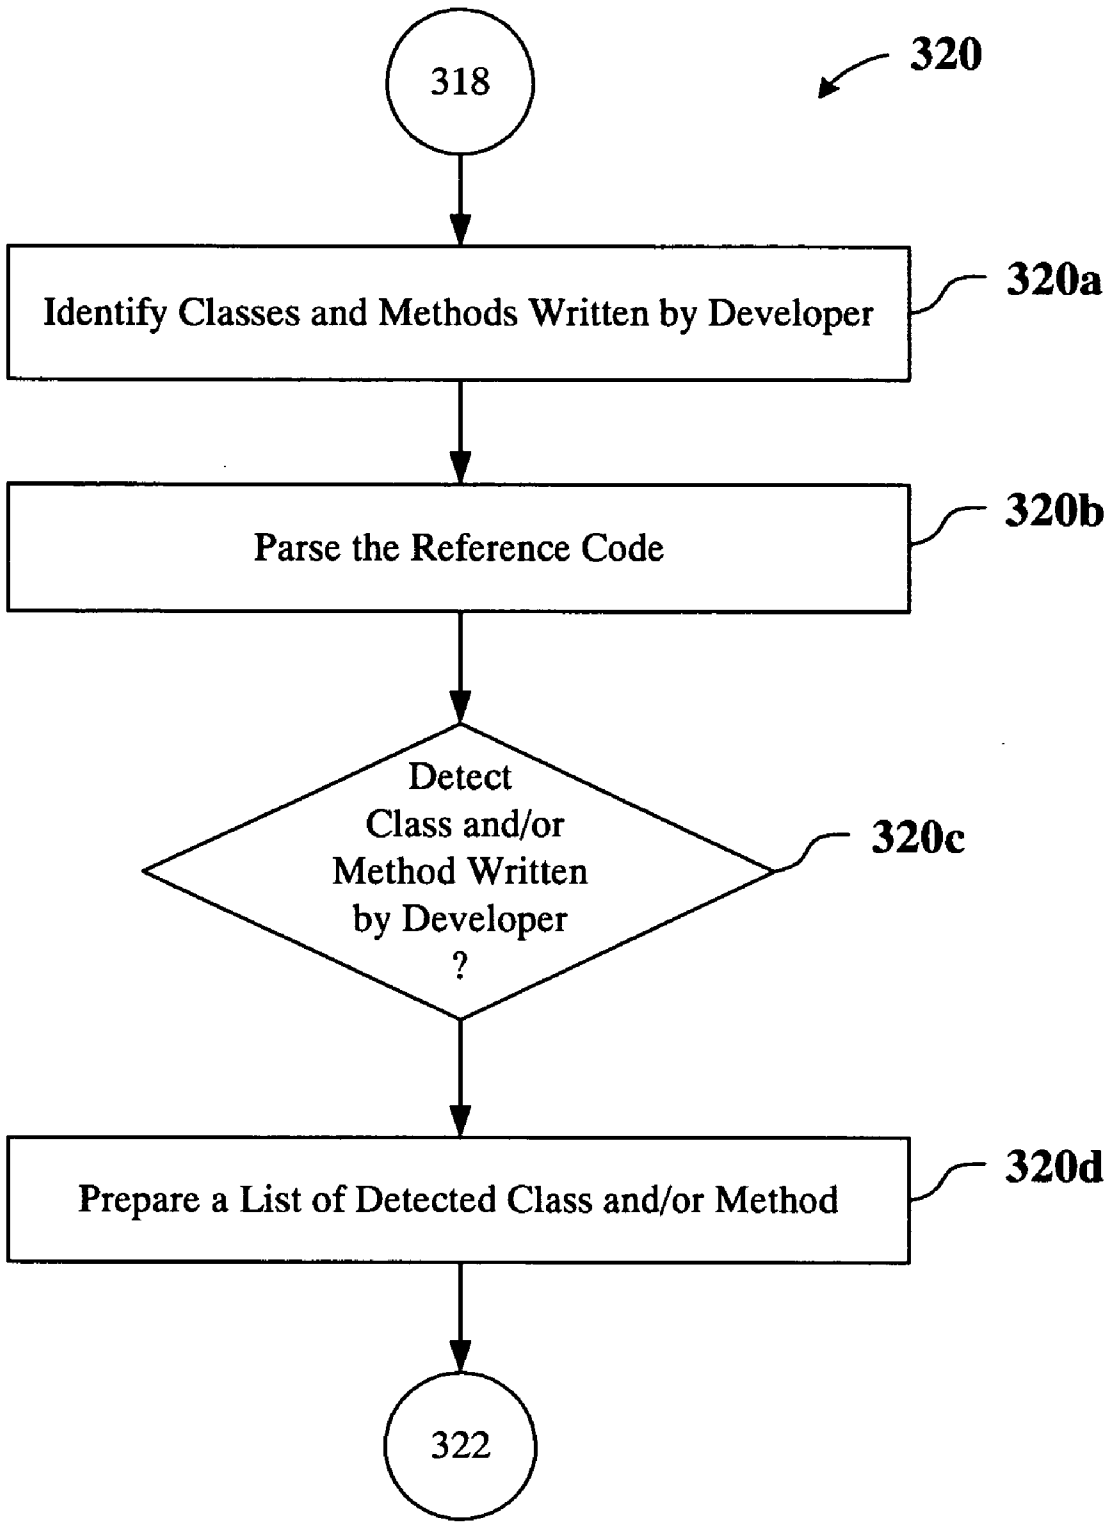 318
320
Identify Classes and Methods Written by Developer
320a
Parse the Reference Code
320b
Detect
Class and/or
Method Written
by Developer
?
320c
Prepare a List of Detected Class and/or Method
320d
322